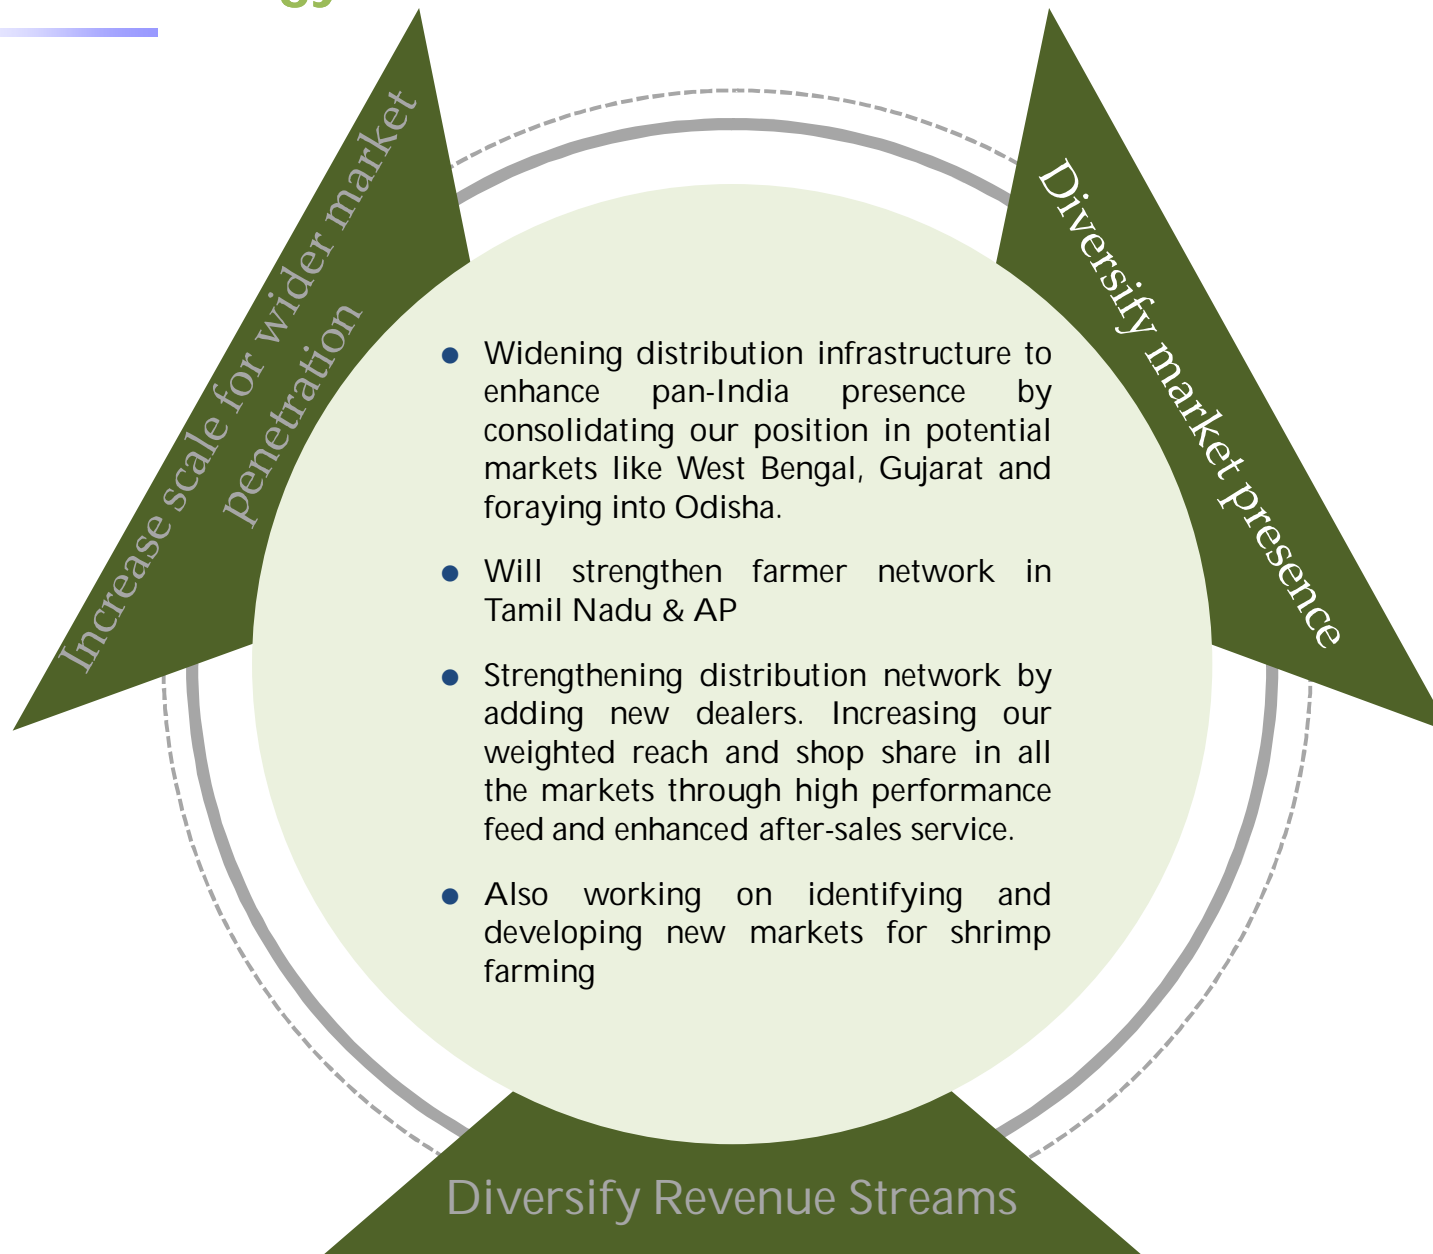 Increase scale for wider market
penetration
Diversify market presence
● Widening distribution infrastructure to
enhance pan-India presence by
consolidating our position in potential
markets like West Bengal, Gujarat and
foraying into Odisha.
● Will strengthen farmer network in
Tamil Nadu & AP
● Strengthening distribution network by
adding new dealers. Increasing our
weighted reach and shop share in all
the markets through high performance
feed and enhanced after-sales service.
● Also working on identifying and
developing new markets for shrimp
farming
Diversify Revenue Streams